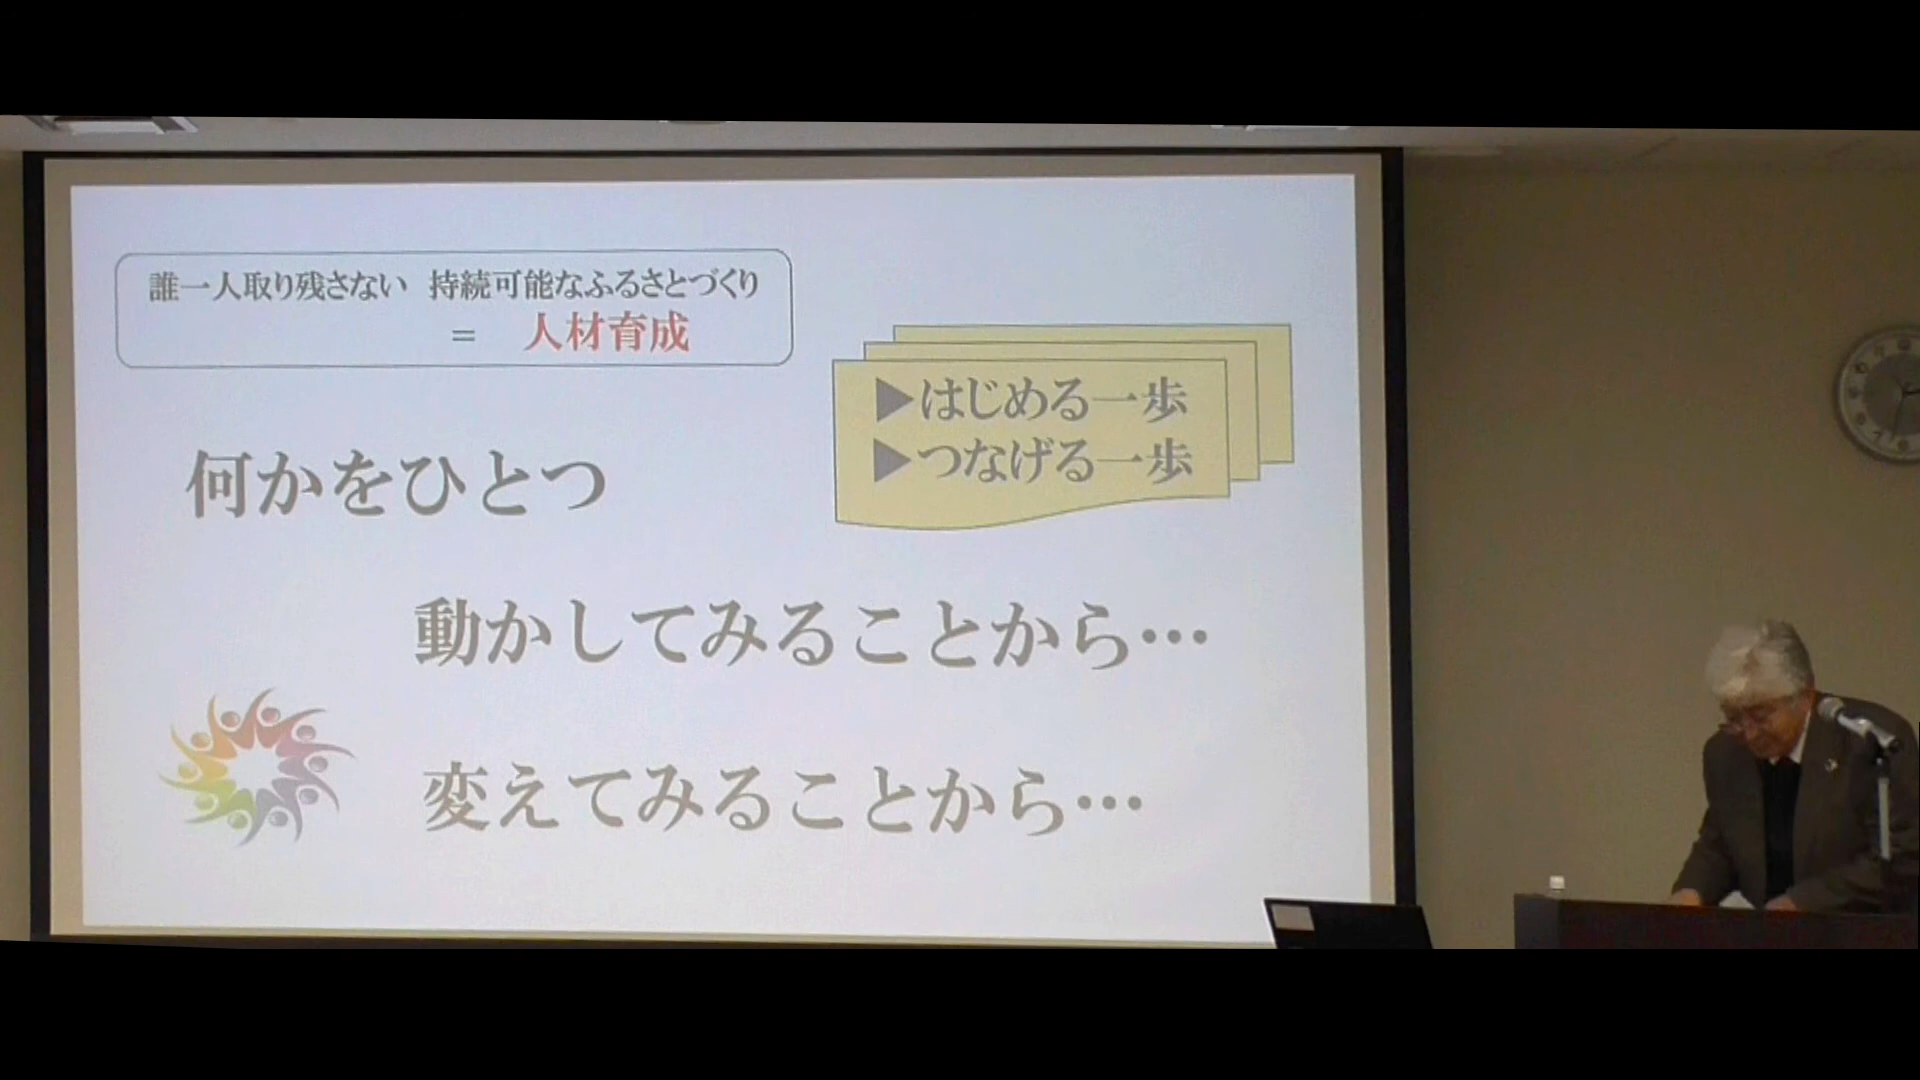 誰一人取り残さない 持続可能なふるさとづくり
= 人材育成
▶はじめる一歩
▶つなげる一歩
何かをひとつ
動かしてみることから…
変えてみることから…